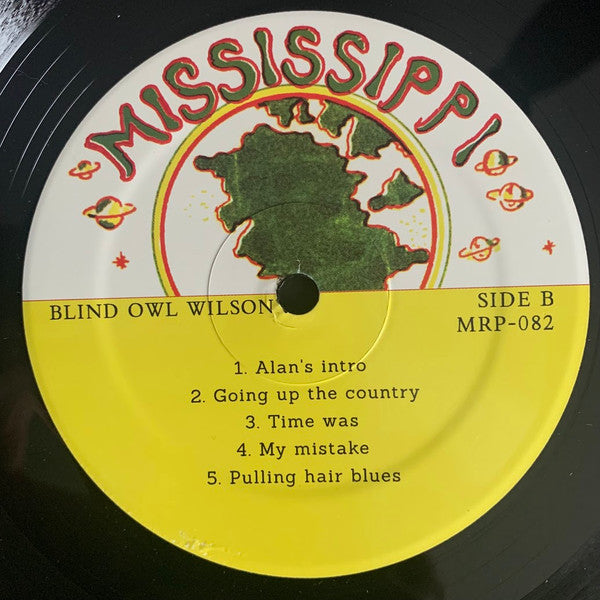 MISSISSIPPI
BLIND OWL WILSON
SIDE B
MRP-082
1. Alan's intro
2. Going up the country
3. Time was
4. My mistake
5. Pulling hair blues